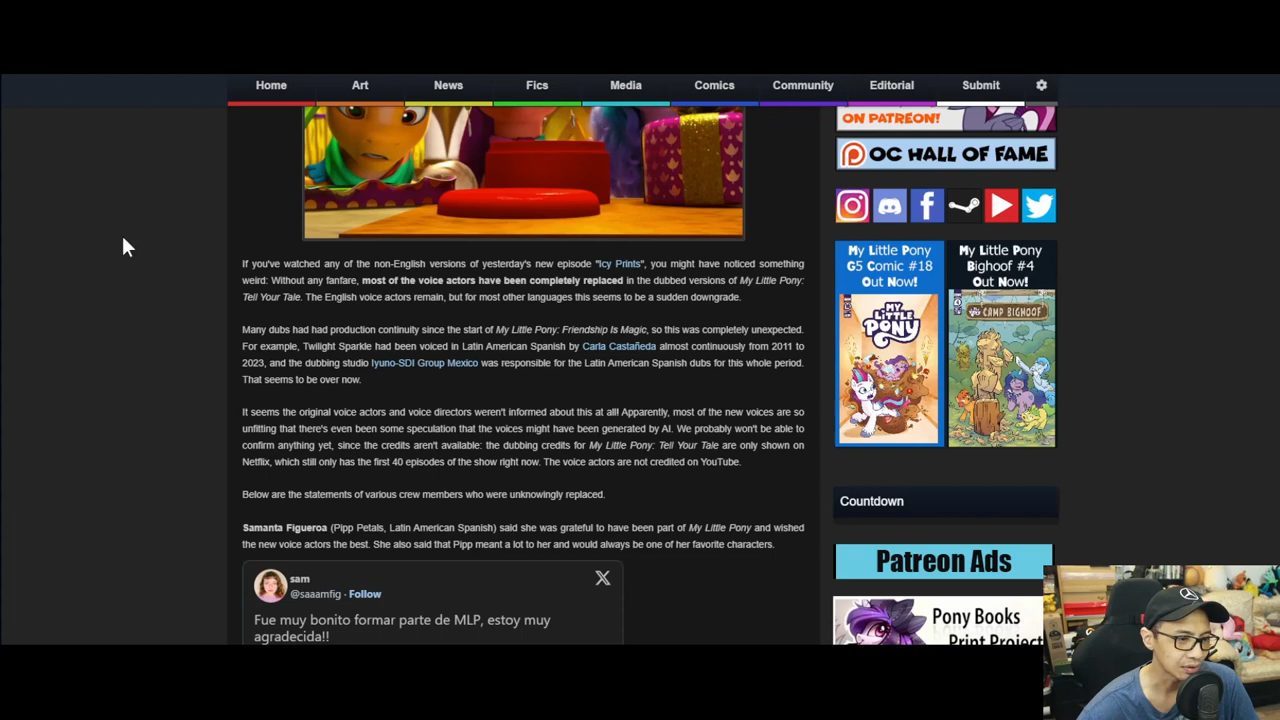 Home Art News Fics Media Comics Community Editorial Submit
ON PATREON!
OC HALL OF FAME
If you've watched any of the non-English versions of yesterday's new episode "Icy Prints", you might have noticed something
weird: Without any fanfare, most of the voice actors have been completely replaced in the dubbed versions of My Little Pony:
Tell Your Tale. The English voice actors remain, but for most other languages this seems to be a sudden downgrade.
Many dubs had had production continuity since the start of My Little Pony: Friendship Is Magic, so this was completely unexpected.
For example, Twilight Sparkle had been voiced in Latin American Spanish by Carla Castañeda almost continuously from 2011 to
2023, and the dubbing studio Iyuno-SDI Group Mexico was responsible for the Latin American Spanish dubs for this whole period.
That seems to be over now.
It seems the original voice actors and voice directors weren't informed about this at all! Apparently, most of the new voices are so
unfitting that there's even been some speculation that the voices might have been generated by AI. We probably won't be able to
confirm anything yet, since the credits aren't available: the dubbing credits for My Little Pony: Tell Your Tale are only shown on
Netflix, which still only has the first 40 episodes of the show right now. The voice actors are not credited on YouTube.
Below are the statements of various crew members who were unknowingly replaced.
Samanta Figueroa (Pipp Petals, Latin American Spanish) said she was grateful to have been part of My Little Pony and wished
the new voice actors the best. She also said that Pipp meant a lot to her and would always be one of her favorite characters.
sam
@saaamfig · Follow
Fue muy bonito formar parte de MLP, estoy muy
agradecida!!
My Little Pony
G5 Comic #18
Out Now!
MY
LITTLE
PONY
My Little Pony
Bighoof #4
Out Now!
CAMP BIGHOOF
Countdown
Patreon Ads
Pony Books
Print Project